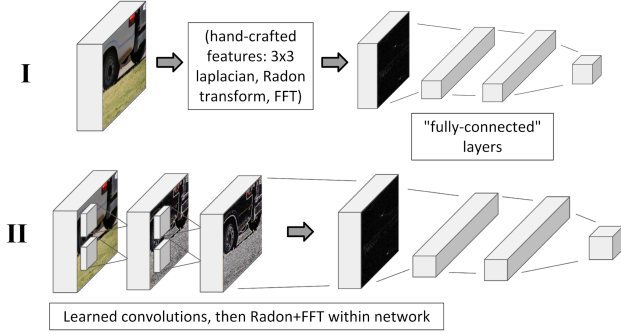 I
(hand-crafted
features: 3x3
laplacian, Radon
transform, FFT)
"fully-connected"
layers
II
Learned convolutions, then Radon+FFT within network